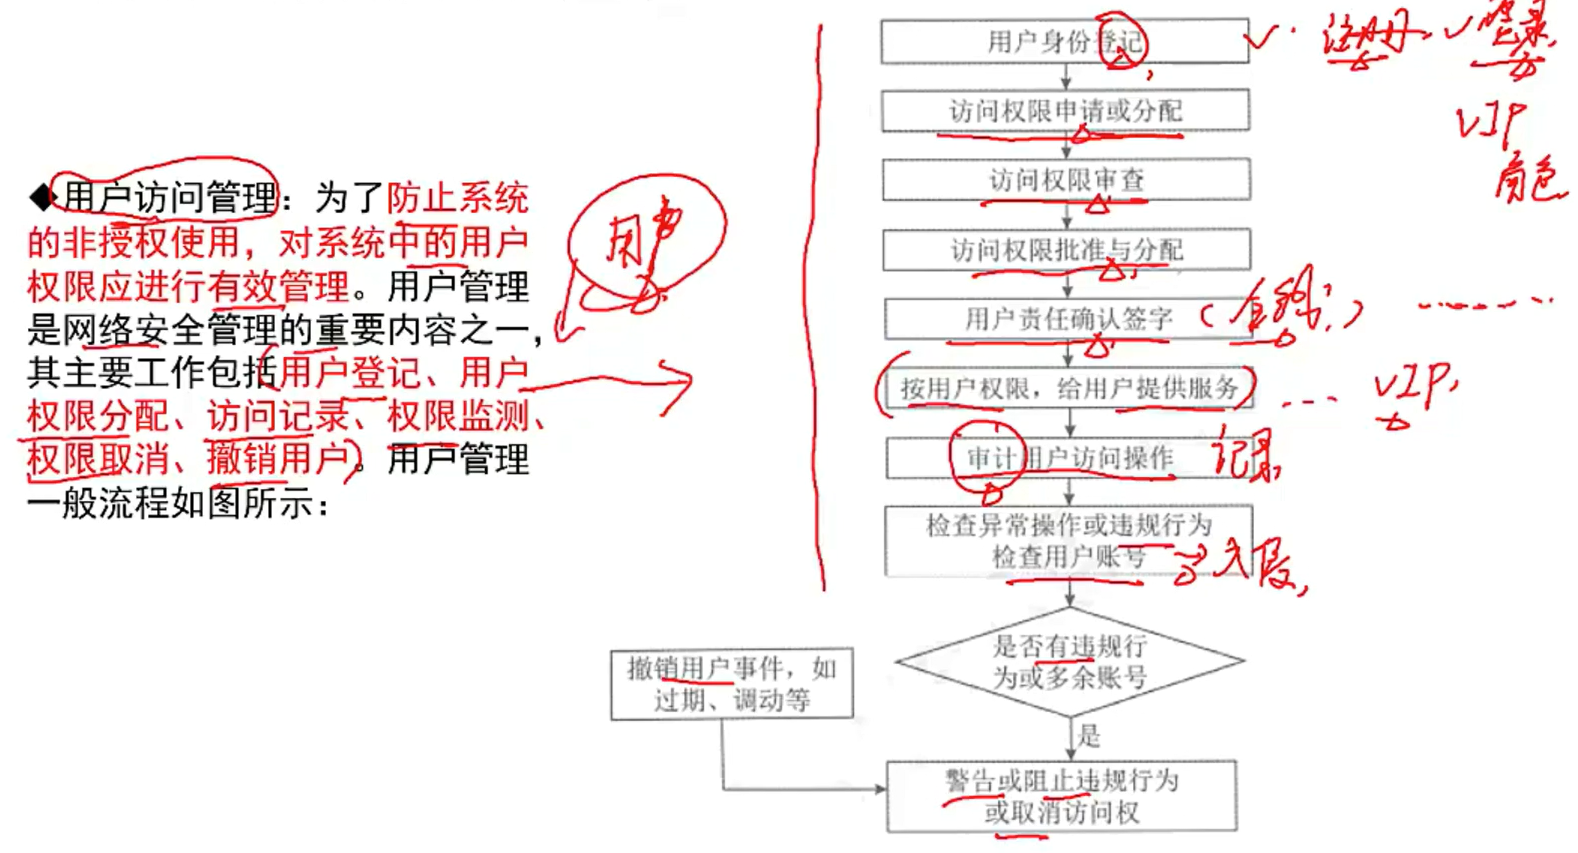 ◆用户访问管理：为了防止系统
的非授权使用，对系统中的用户
权限应进行有效管理。用户管理
是网络安全管理的重要内容之一，
其主要工作包括用户登记、用户
权限分配、访问记录、权限监测、
权限取消、撤销用户。用户管理
一般流程如图所示：
用户
用户身份登记
注册
登录
VIP
角色
访问权限申请或分配
访问权限审查
访问权限批准与分配
用户责任确认签字
按用户权限，给用户提供服务
VIP
审计用户访问操作
记录
检查异常操作或违规行为
检查用户账号
是否有违规行
为或多余账号
是
撤销用户事件，如
过期、调动等
警告或阻止违规行为
或取消访问权